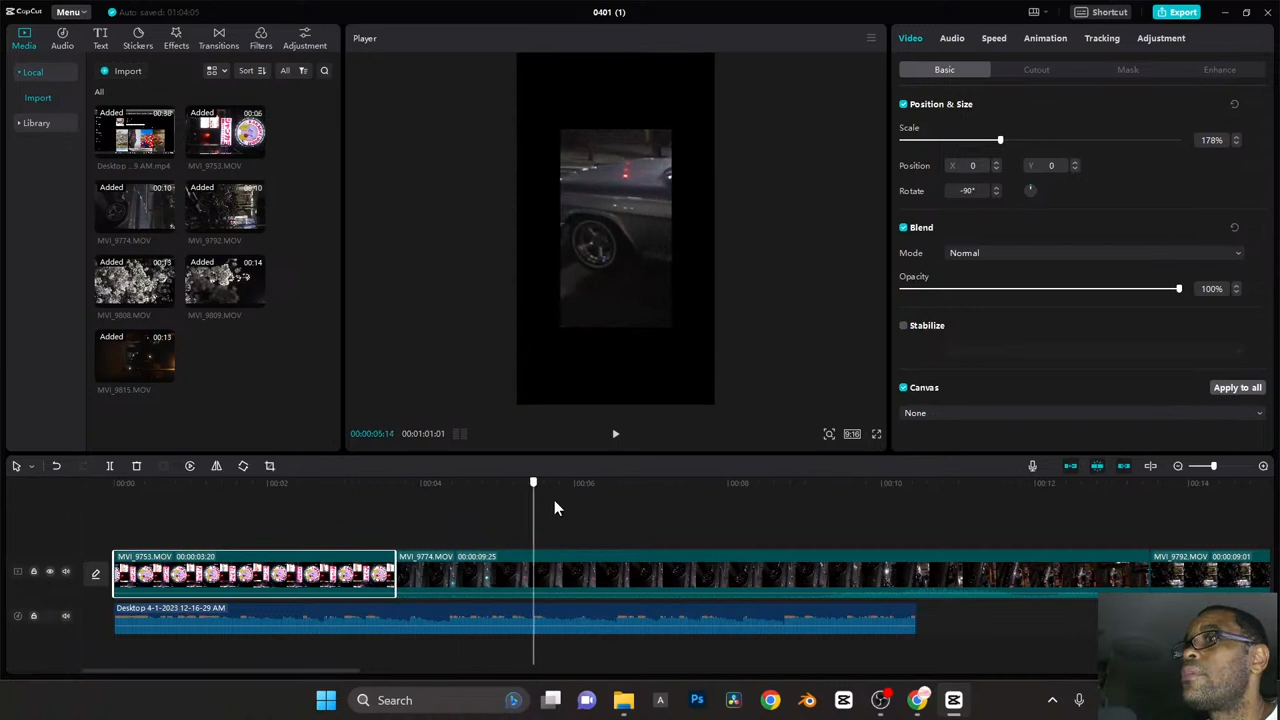 CapCut
Menu
Auto saved: 01:04:05
0401 (1)
Shortcut
Export
Media
Audio
Text
Stickers
Effects
Transitions
Filters
Adjustment
Player
Video
Audio
Speed
Animation
Tracking
Adjustment
Local
Import
Sort
All
Basic
Cutout
Mask
Enhance
All
Import
Library
Added 00:38
Added 00:06
Desktop ...9 AM.mp4
MVI_9753.MOV
Added 00:10
Added 00:10
MVI_9774.MOV
MVI_9792.MOV
Added 00:13
Added 00:14
MVI_9808.MOV
MVI_9809.MOV
Added 00:13
MVI_9815.MOV
Position & Size
Scale
178%
Position
X 0
Y 0
Rotate
-90°
Blend
Mode
Normal
Opacity
100%
Stabilize
Canvas
Apply to all
None
00:00:05:14
00:01:01:01
9:16
00:00
00:02
00:04
00:06
00:08
00:10
00:12
00:14
MVI_9753.MOV 00:00:03:20
MVI_9774.MOV 00:00:09:25
MVI_9792.MOV 00:00:09:01
Desktop 4-1-2023 12-16-29 AM
Search
A
Ps